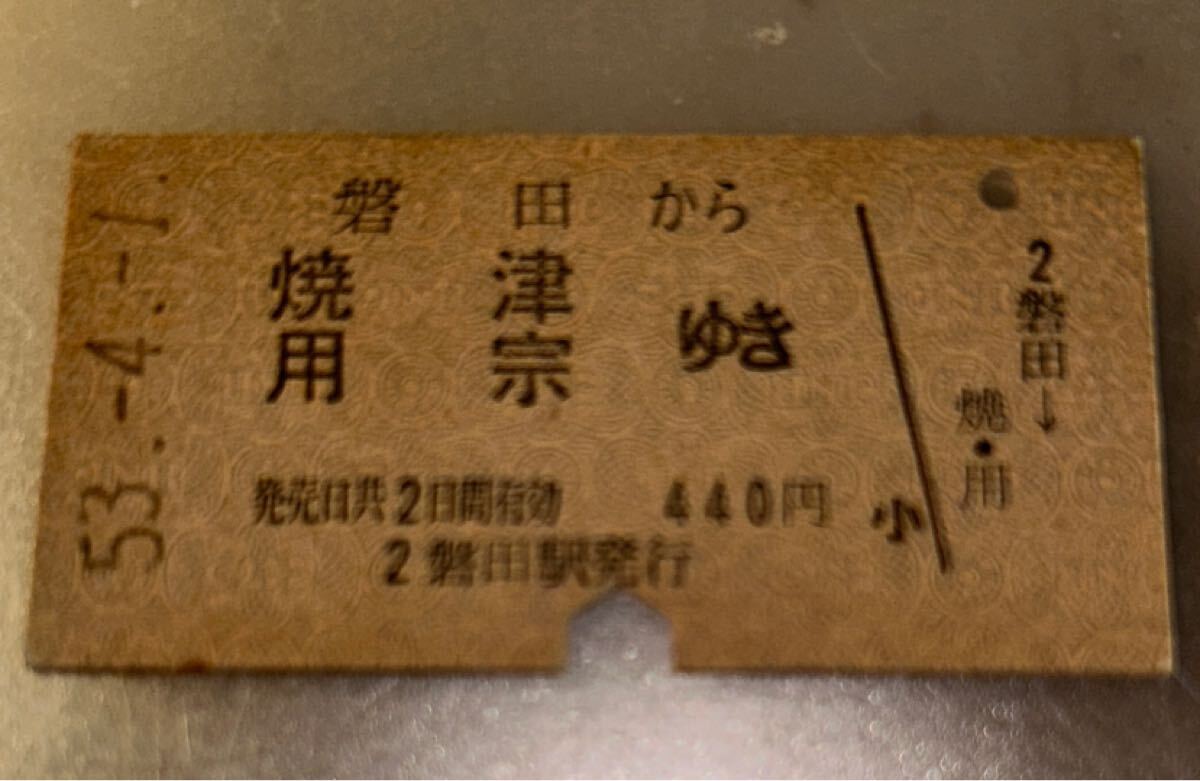 53.-4.-1.
磐田から
焼津
用宗
ゆき
発売日共2日間有効 440円
2 磐田駅発行
小
2磐田→
焼・用